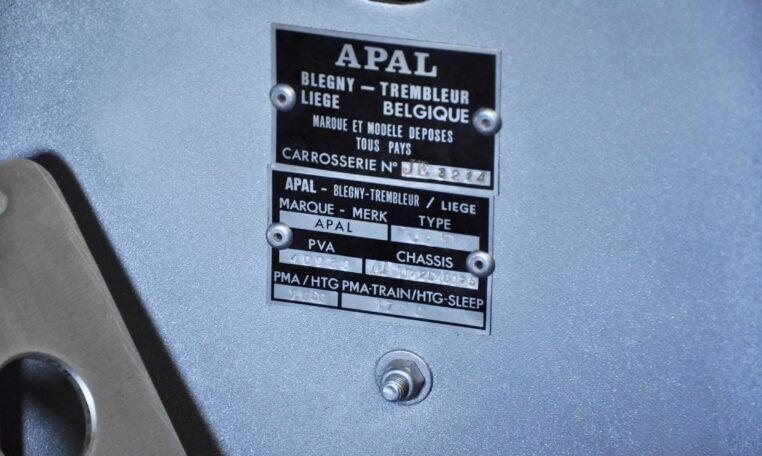 APAL
BLEGNY — TREMBLEUR
LIEGE BELGIQUE
MARQUE ET MODELE DEPOSES
TOUS PAYS
CARROSSERIE N° 3214
APAL - BLEGNY-TREMBLEUR / LIEGE
MARQUE - MERK TYPE
APAL
PVA CHASSIS
PMA/HTG PMA-TRAIN/HTG-SLEEP